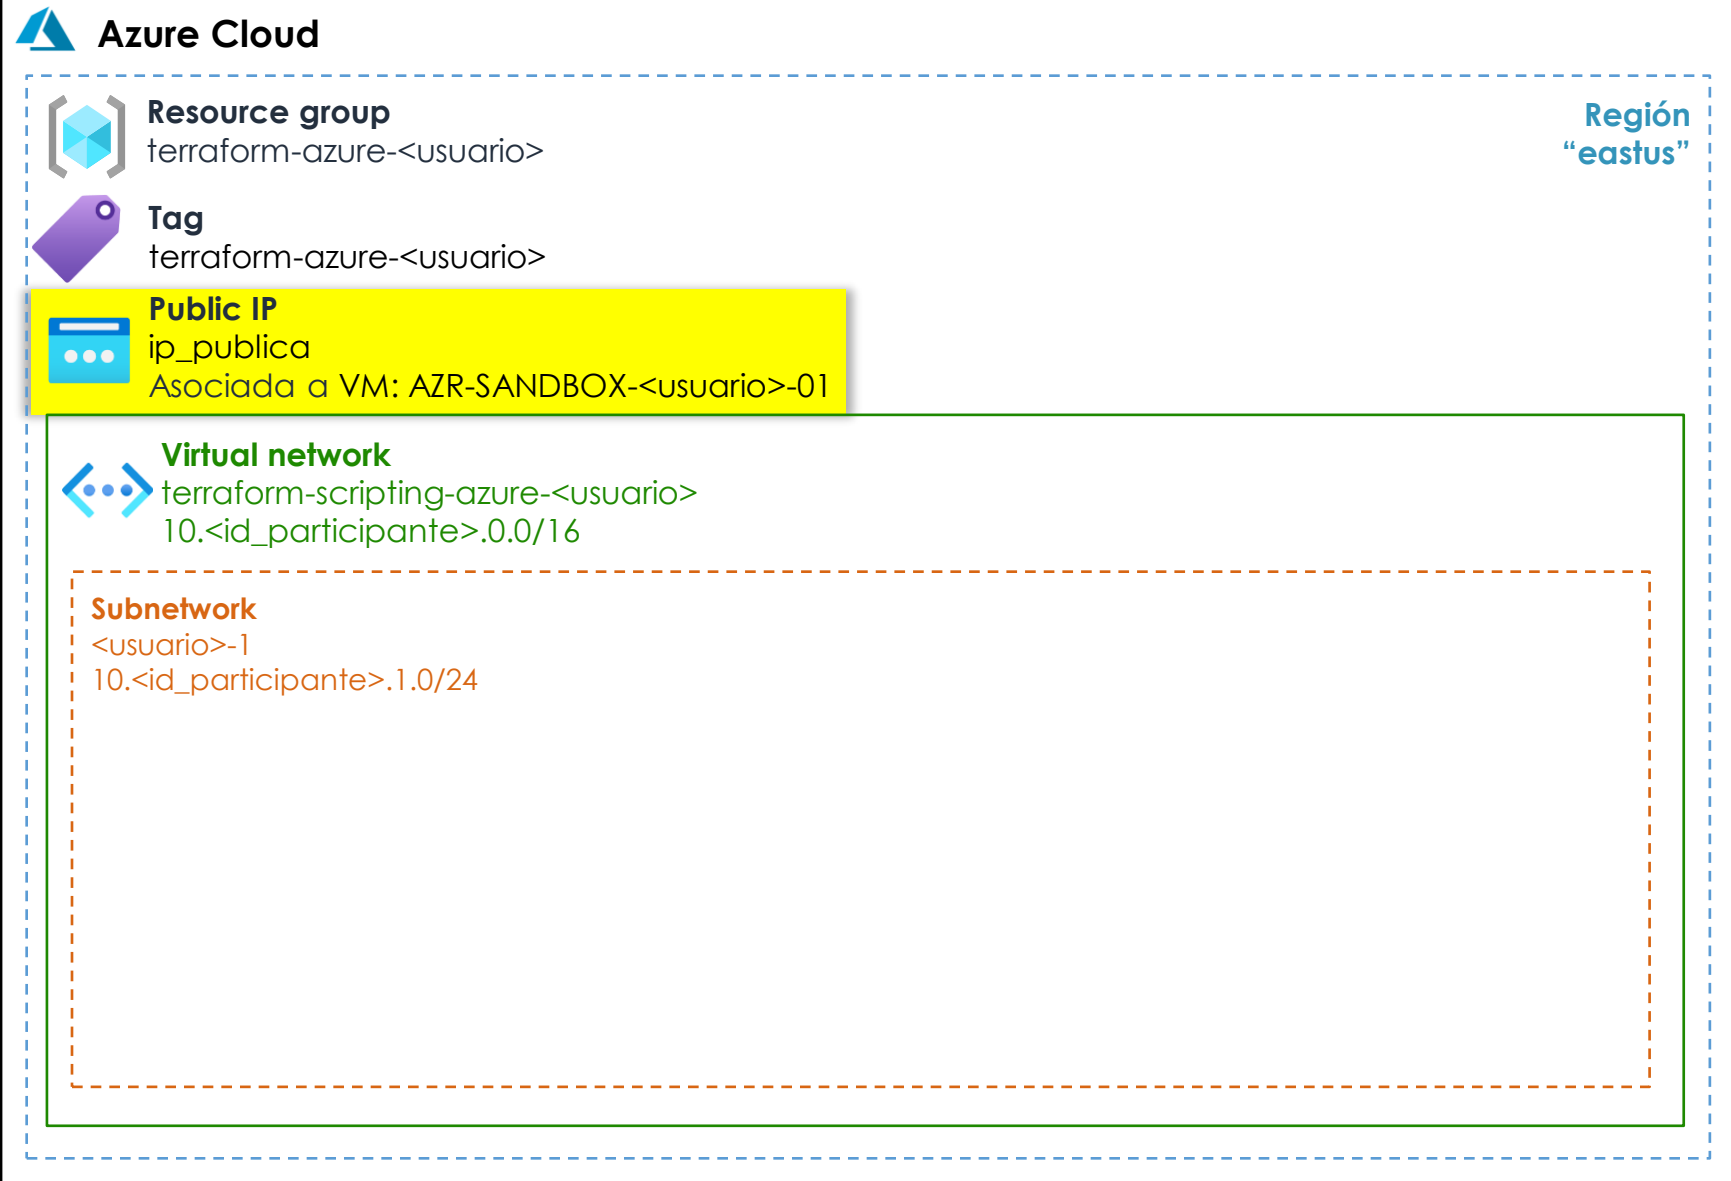 Azure Cloud
Resource group
terraform-azure-<usuario>
Región
“eastus”
Tag
terraform-azure-<usuario>
Public IP
ip_publica
Asociada a VM: AZR-SANDBOX-<usuario>-01
Virtual network
terraform-scripting-azure-<usuario>
10.<id_participante>.0.0/16
Subnetwork
<usuario>-1
10.<id_participante>.1.0/24